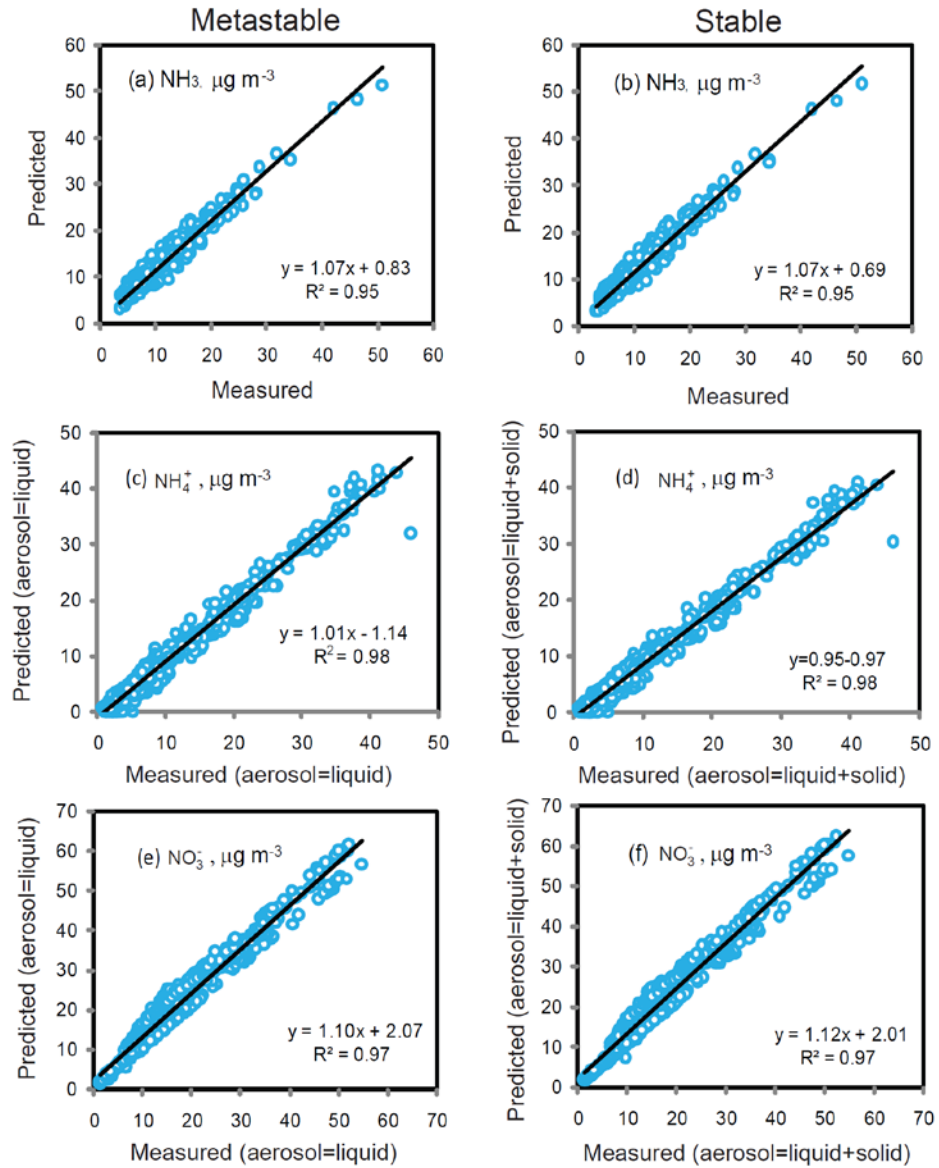 Metastable
Stable
60
50
40
30
20
10
0
Predicted
(a) NH₃, μg m⁻³
y = 1.07x + 0.83
R² = 0.95
0 10 20 30 40 50 60
Measured
60
50
40
30
20
10
0
Predicted
(b) NH₃, μg m⁻³
y = 1.07x + 0.69
R² = 0.95
0 10 20 30 40 50 60
Measured
50
40
30
20
10
0
Predicted (aerosol=liquid)
(c) NH₄⁺, μg m⁻³
y = 1.01x - 1.14
R² = 0.98
0 10 20 30 40 50
Measured (aerosol=liquid)
50
40
30
20
10
0
Predicted (aerosol=liquid+solid)
(d) NH₄⁺, μg m⁻³
y=0.95-0.97
R² = 0.98
0 10 20 30 40 50
Measured (aerosol=liquid+solid)
70
60
50
40
30
20
10
0
Predicted (aerosol=liquid)
(e) NO₃⁻, μg m⁻³
y = 1.10x + 2.07
R² = 0.97
0 10 20 30 40 50 60 70
Measured (aerosol=liquid)
70
60
50
40
30
20
10
0
Predicted (aerosol=liquid+solid)
(f) NO₃⁻, μg m⁻³
y = 1.12x + 2.01
R² = 0.97
0 10 20 30 40 50 60 70
Measured (aerosol=liquid+solid)